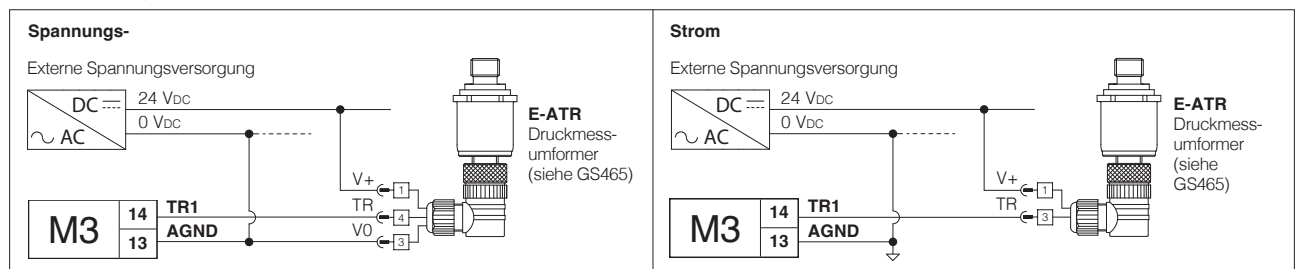 Spannungs-
Externe Spannungsversorgung
DC
AC
24 VDC
0 VDC
E-ATR
Druckmess-
umformer
(siehe GS465)
V+
1
TR
4
V0
3
M3
14
TR1
13
AGND
Strom
Externe Spannungsversorgung
DC
AC
24 VDC
0 VDC
E-ATR
Druckmess-
umformer
(siehe
GS465)
V+
1
TR
3
M3
14
TR1
13
AGND